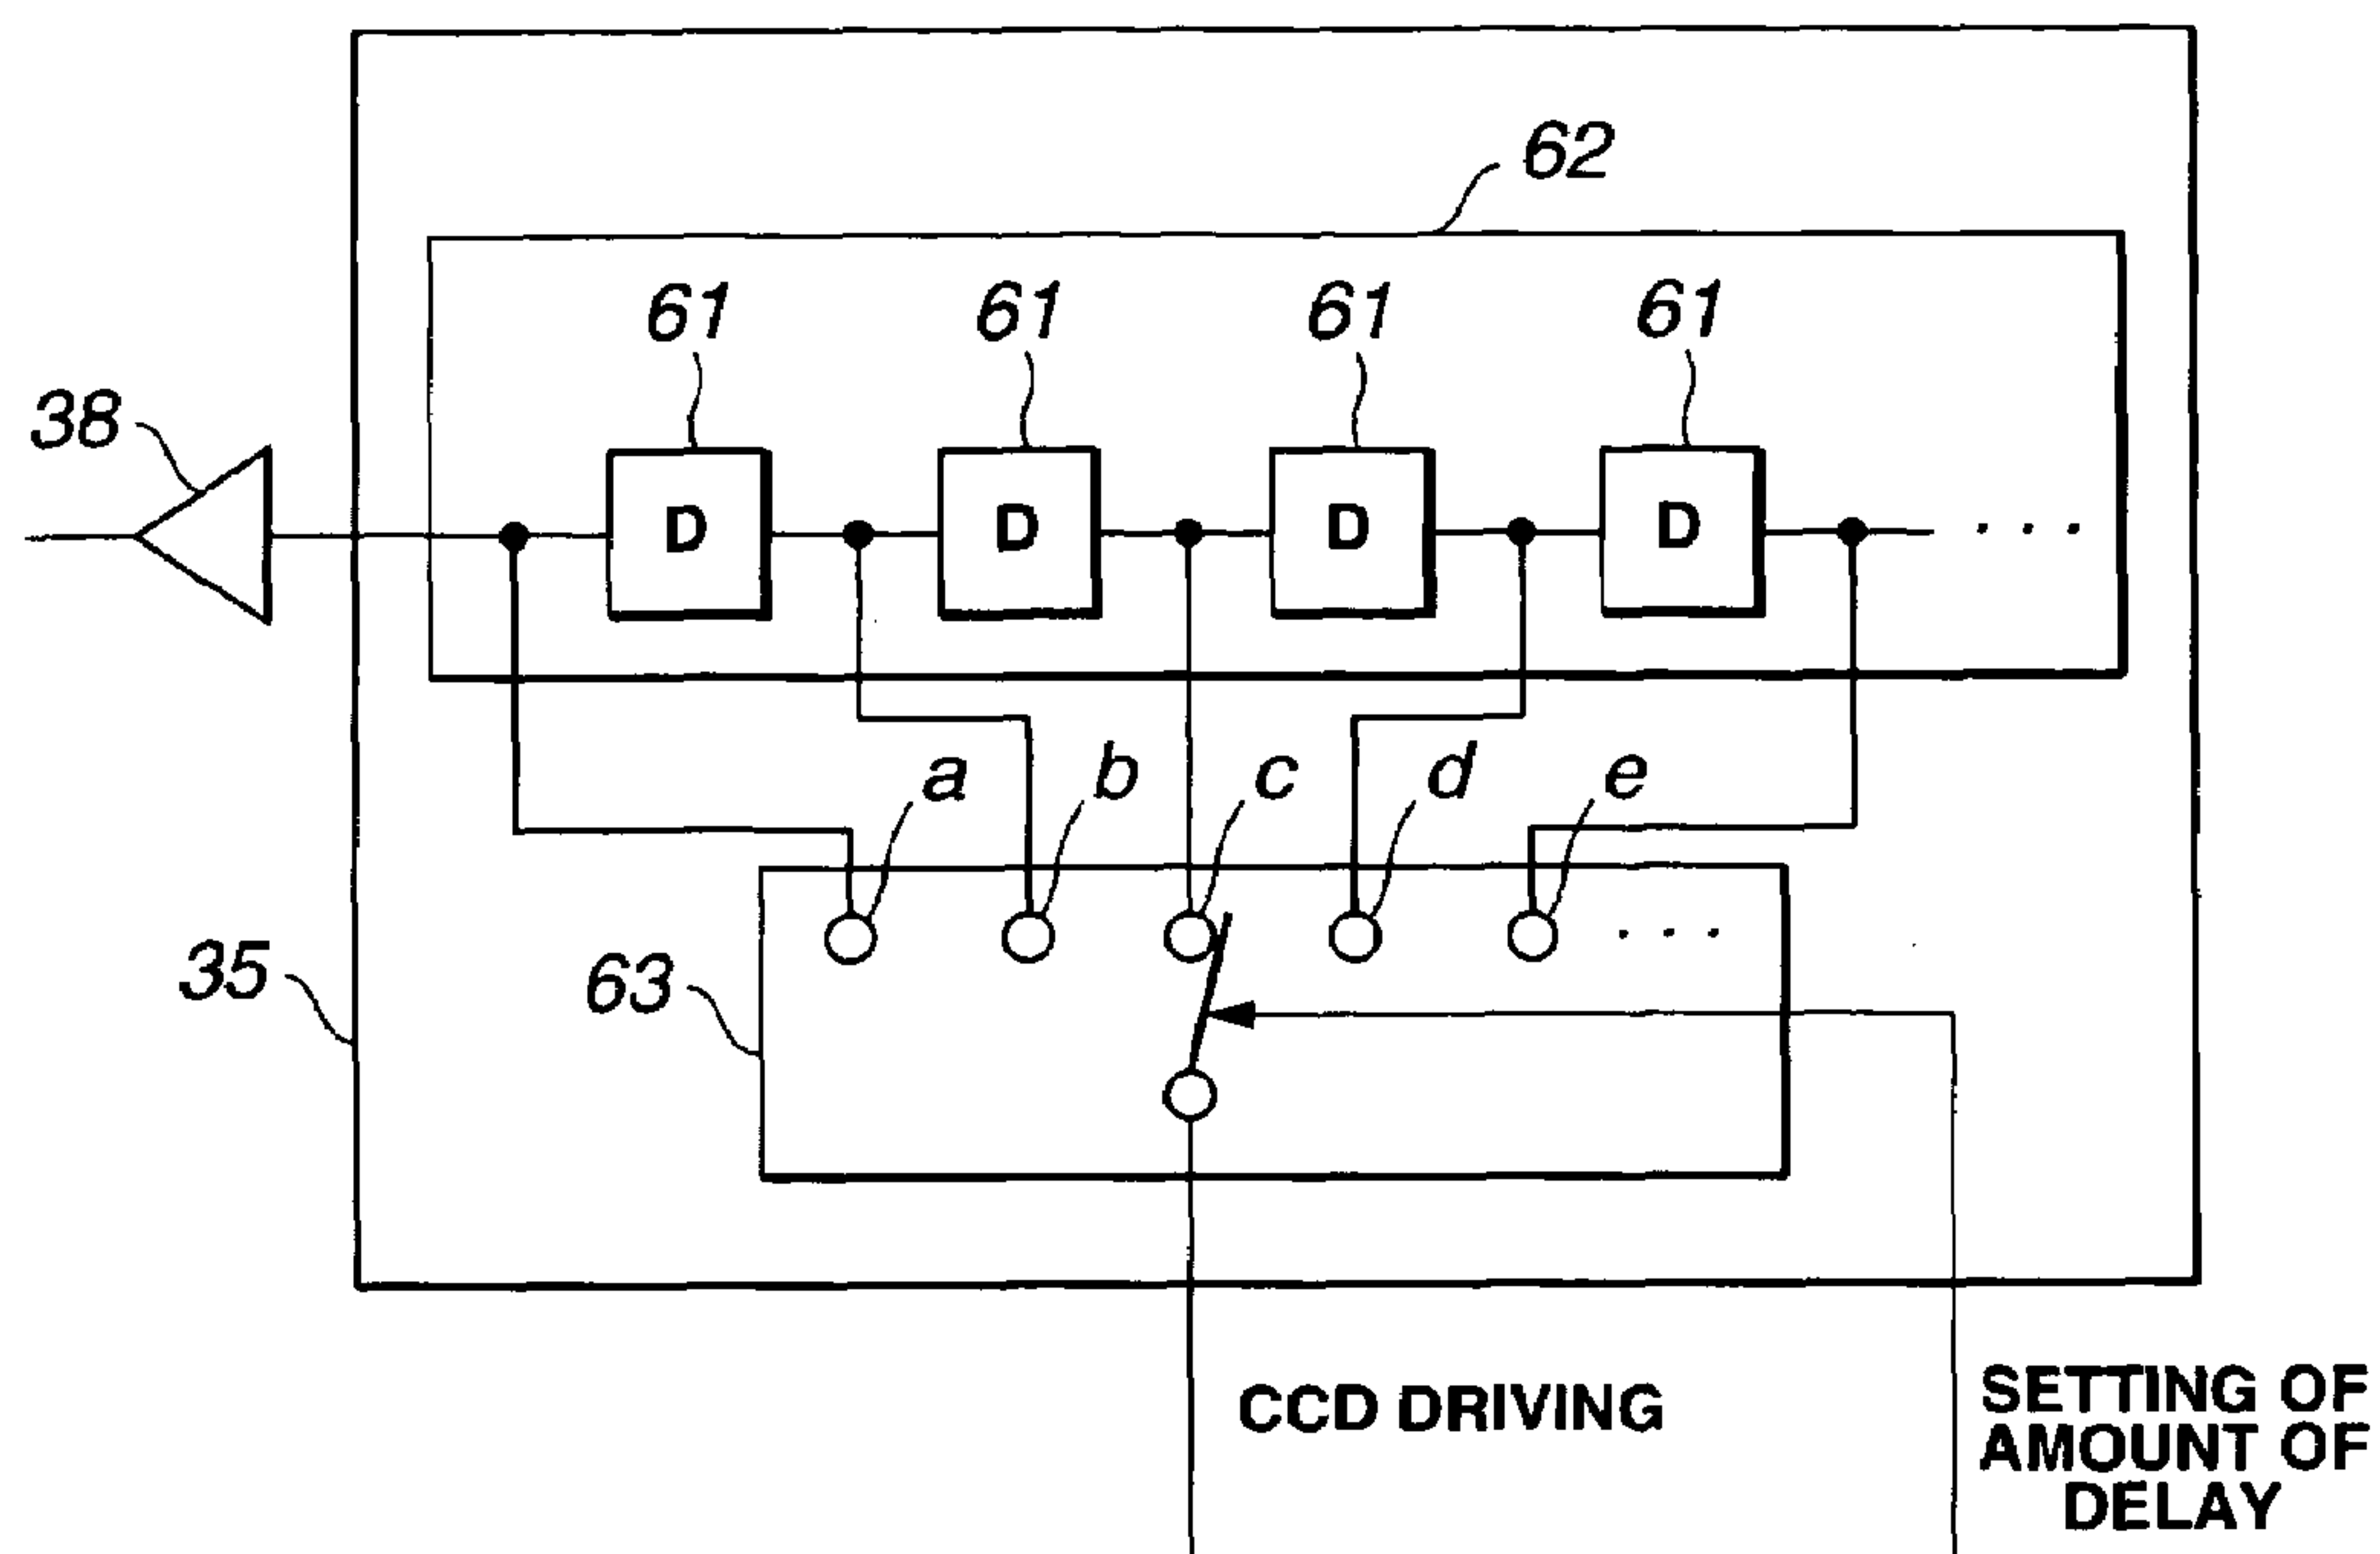 62
61 61 61 61
38
D D D D
a b c d e
35
63
CCD DRIVING
SETTING OF
AMOUNT OF
DELAY